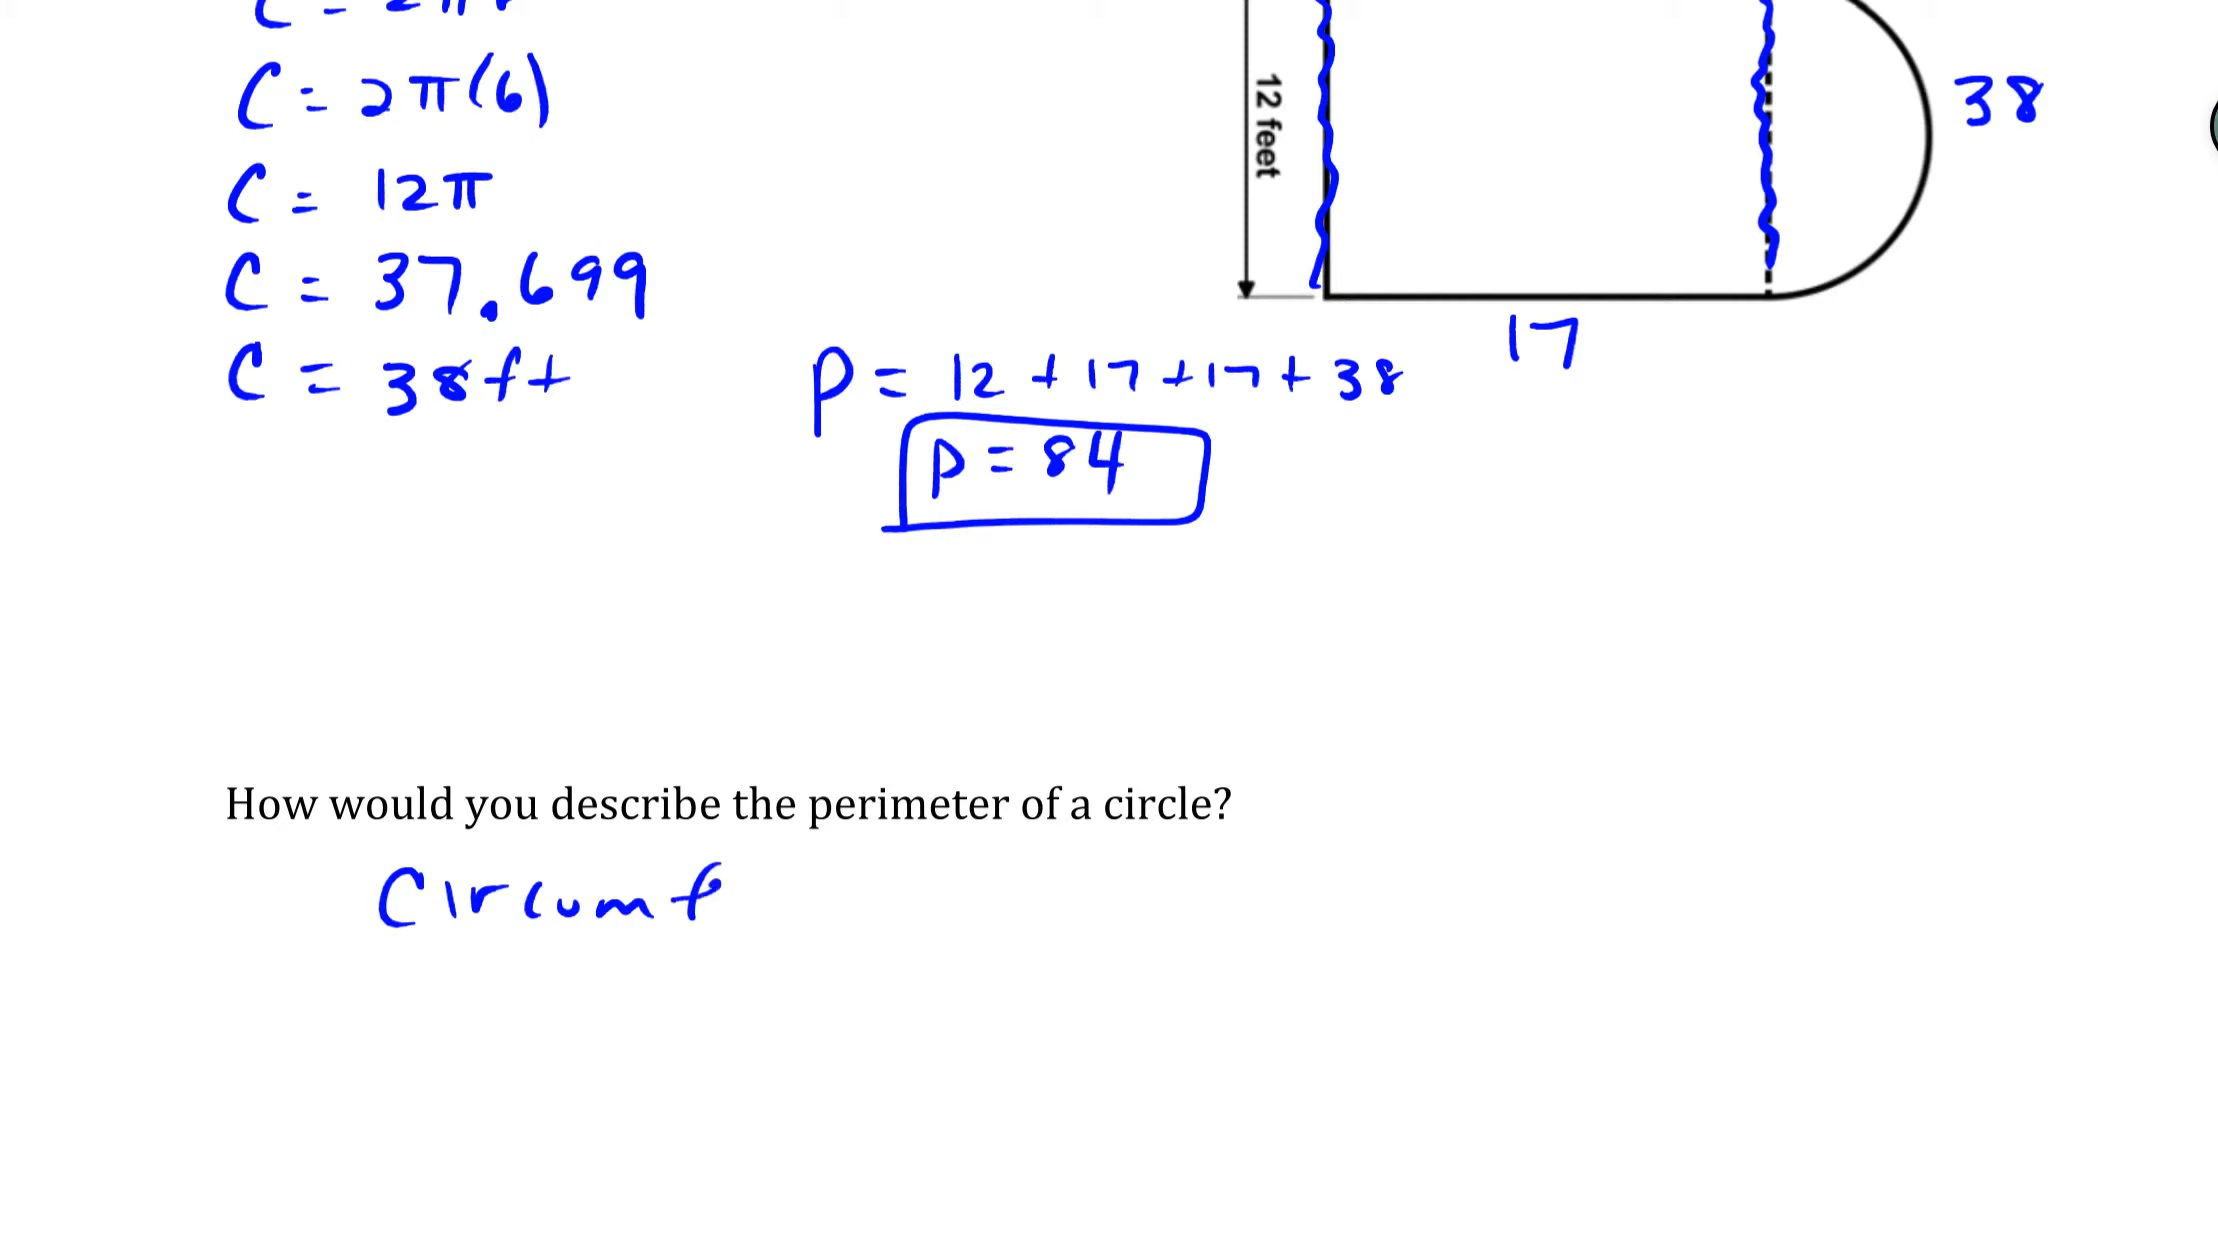 C = 2πr
C = 2π(6)
C = 12π
C = 37.699
C = 38ft
12 feet
38
17
P = 12 + 17 + 17 + 38
P = 84
How would you describe the perimeter of a circle?
Circumf